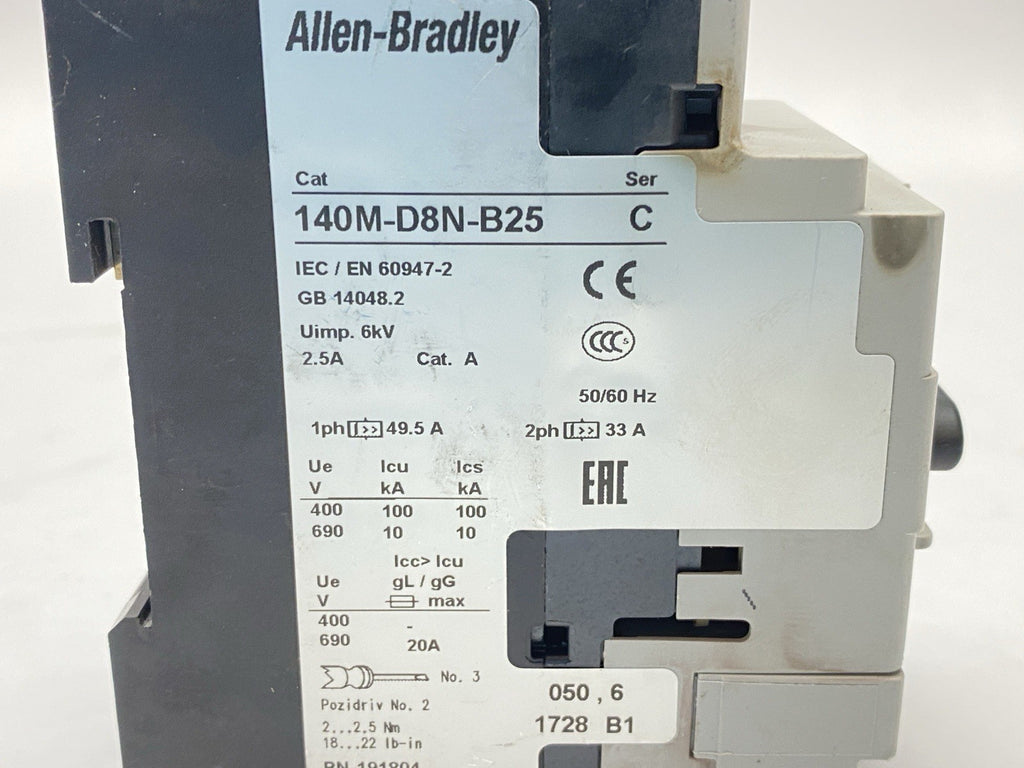 Allen-Bradley
Cat Ser
140M-D8N-B25 C
IEC / EN 60947-2
GB 14048.2
CE
Uimp. 6kV
CCC S
2.5A Cat. A
50/60 Hz
1ph 49.5 A 2ph 33 A
Ue Icu Ics
V kA kA
400 100 100
690 10 10
EAC
Icc> Icu
Ue gL / gG
V max
400 -
690 20A
No. 3
Pozidriv No. 2
2...2,5 Nm
18...22 lb-in
PN-191804
050 , 6
1728 B1